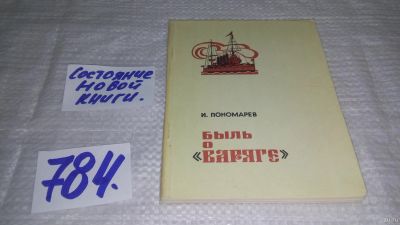 Состояние
новой
книги.
784.
И. ПОНОМАРЕВ
БЫЛЬ
О
«ВАРЯГЕ»